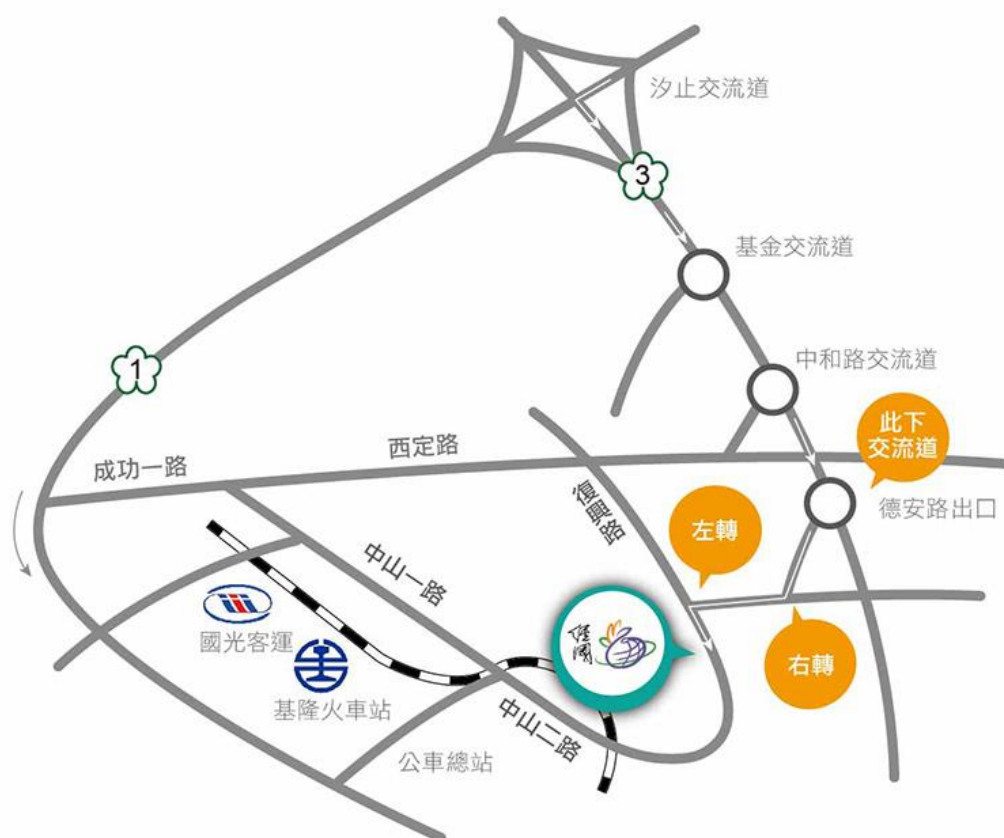 汐止交流道
3
基金交流道
1
中和路交流道
此下
交流道
西定路
成功一路
復興路
德安路出口
左轉
中山一路
經國
國光客運
右轉
基隆火車站
中山二路
公車總站